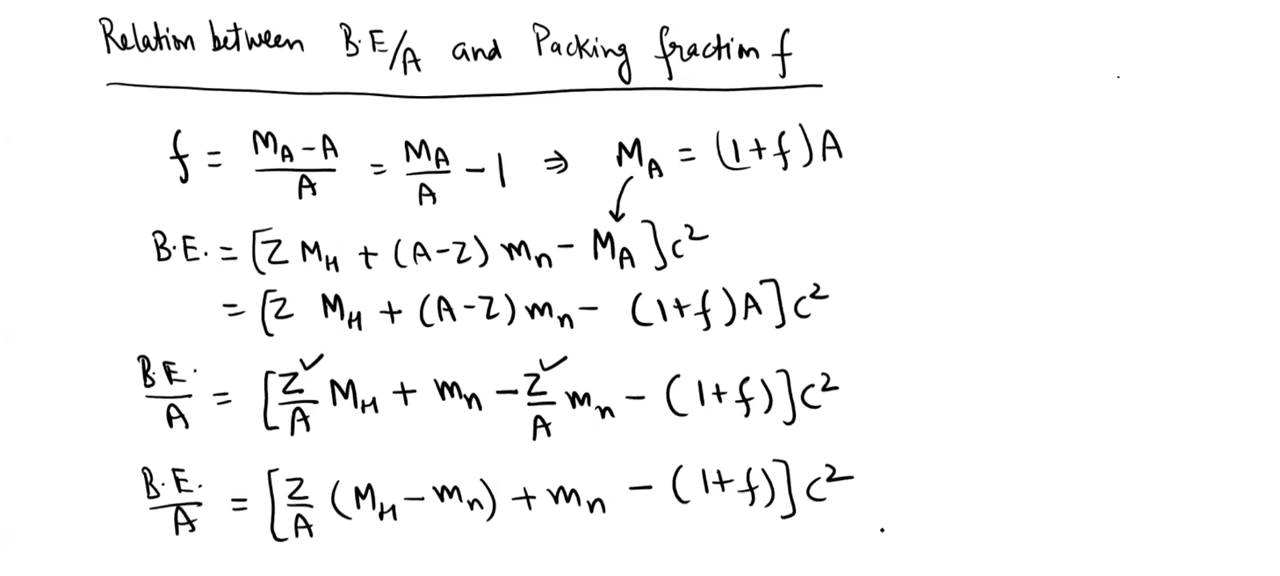 Relation between B.E/A and Packing fraction f
f = (M_A - A)/A = M_A/A - 1 ⇒ M_A = (1+f)A
B.E. = [Z M_H + (A-Z) m_n - M_A]c²
= [Z M_H + (A-Z) m_n - (1+f)A]c²
B.E./A = [Z✓/A M_H + m_n - Z✓/A m_n - (1+f)]c²
B.E./A = [Z/A (M_H - m_n) + m_n - (1+f)]c²